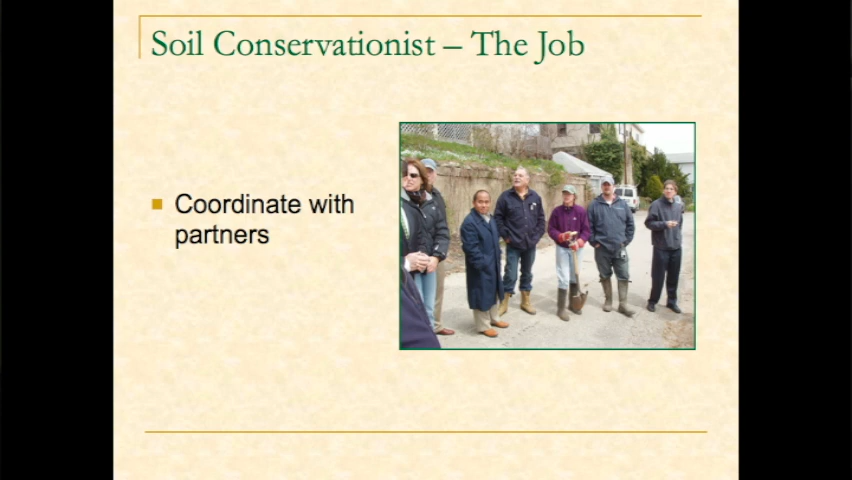 Soil Conservationist – The Job
Coordinate with
partners